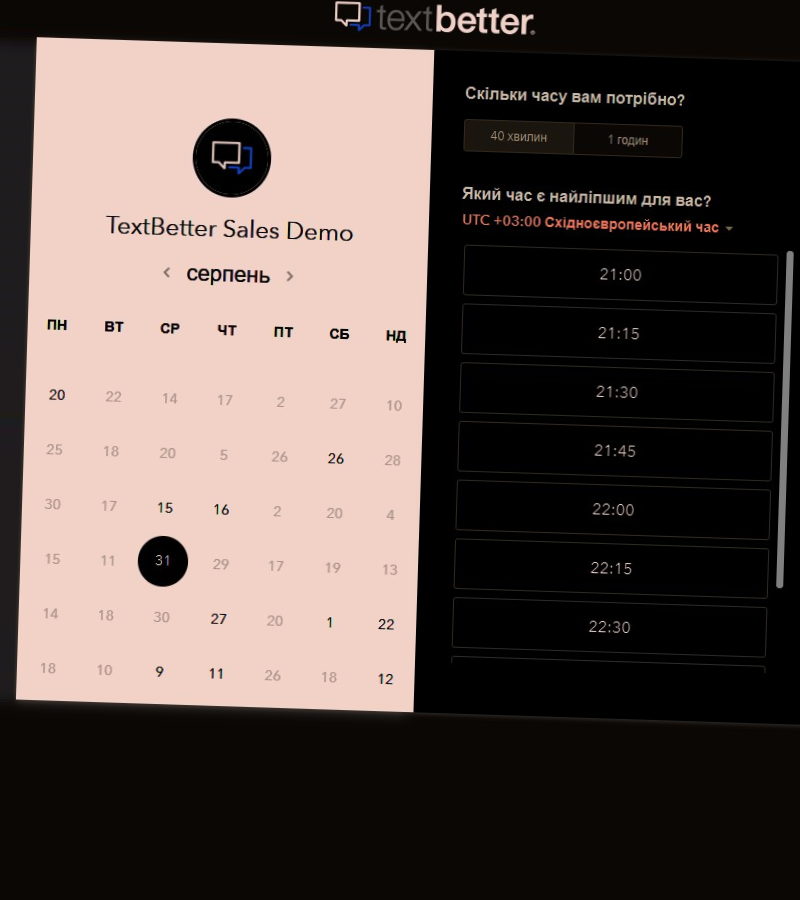 textbetter.
TextBetter Sales Demo
серпень
ПН ВТ СР ЧТ ПТ СБ НД
20 22 14 17 2 27 10
25 18 20 5 26 26 28
30 17 15 16 2 20 4
15 11 31 29 17 19 13
14 18 30 27 20 1 22
18 10 9 11 26 18 12
Скільки часу вам потрібно?
40 хвилин 1 годин
Який час є найліпшим для вас?
UTC +03:00 Східноєвропейський час
21:00
21:15
21:30
21:45
22:00
22:15
22:30